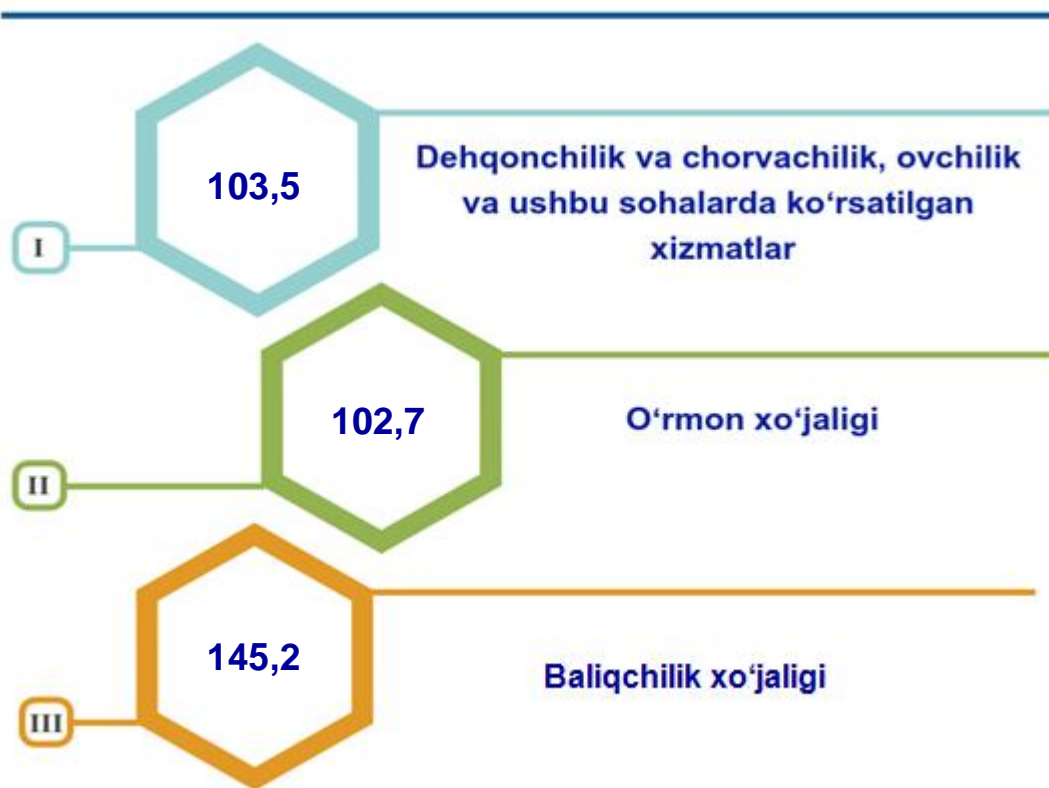 103,5
Dehqonchilik va chorvachilik, ovchilik
va ushbu sohalarda ko‘rsatilgan
xizmatlar
I
102,7
O‘rmon xo‘jaligi
II
145,2
Baliqchilik xo‘jaligi
III